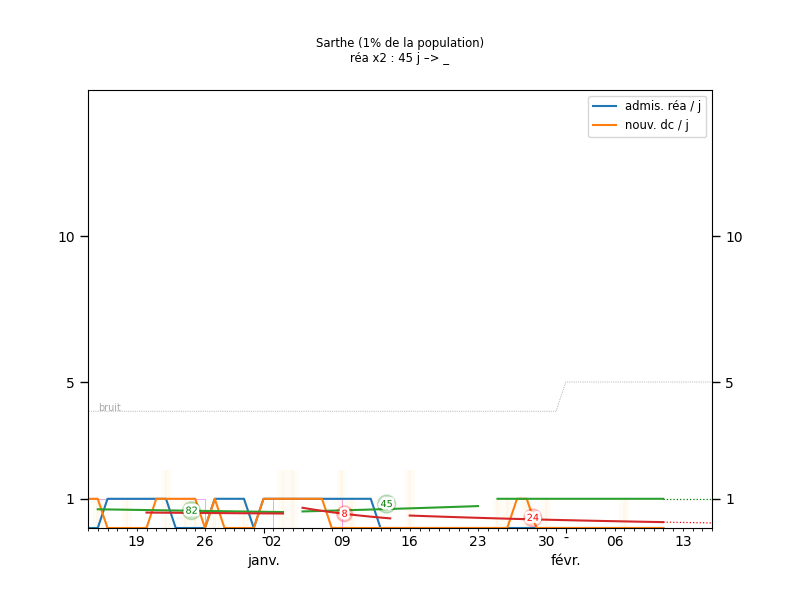 Sarthe (1% de la population)
réa x2 : 45 j –> _
admis. réa / j
nouv. dc / j
10 10
5 5
bruit
1 1
82 8 45 24
19 26 02 09 16 23 30 06 13
janv. févr.